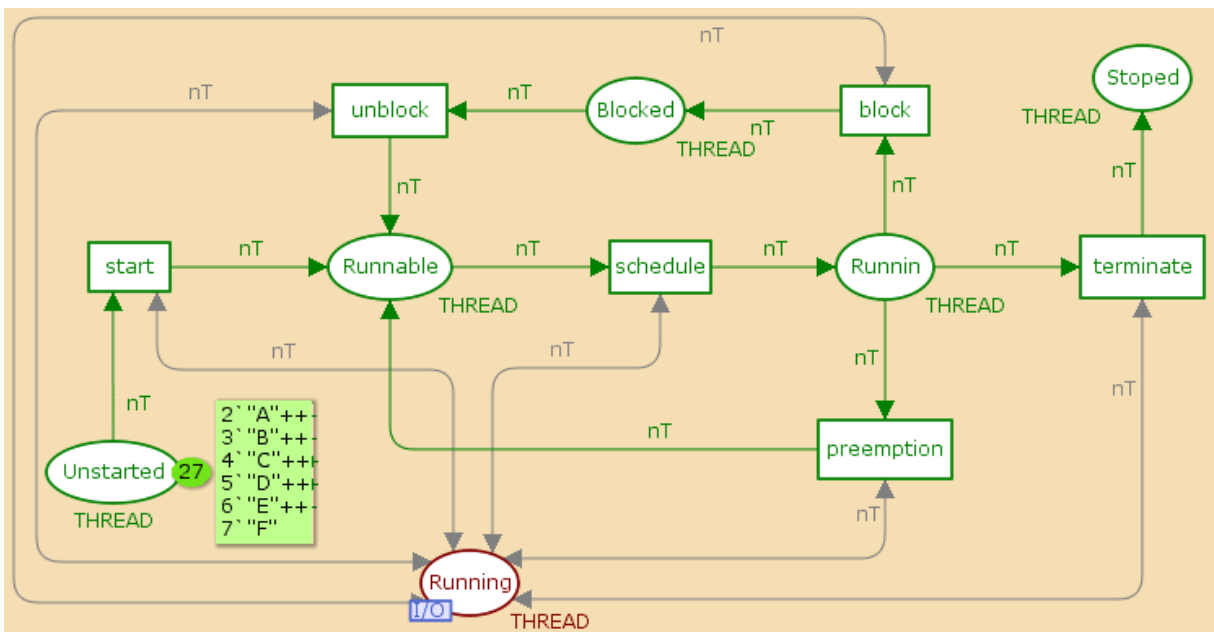 nT
Stoped
THREAD
nT
unblock
nT
Blocked
THREAD
nT
block
nT
nT
nT
start
nT
Runnable
THREAD
nT
schedule
nT
Runnin
THREAD
nT
terminate
nT
nT
nT
nT
nT
nT
preemption
nT
Unstarted
27
THREAD
2`"A"++
3`"B"++
4`"C"++
5`"D"++
6`"E"++
7`"F"
Running
I/O
THREAD